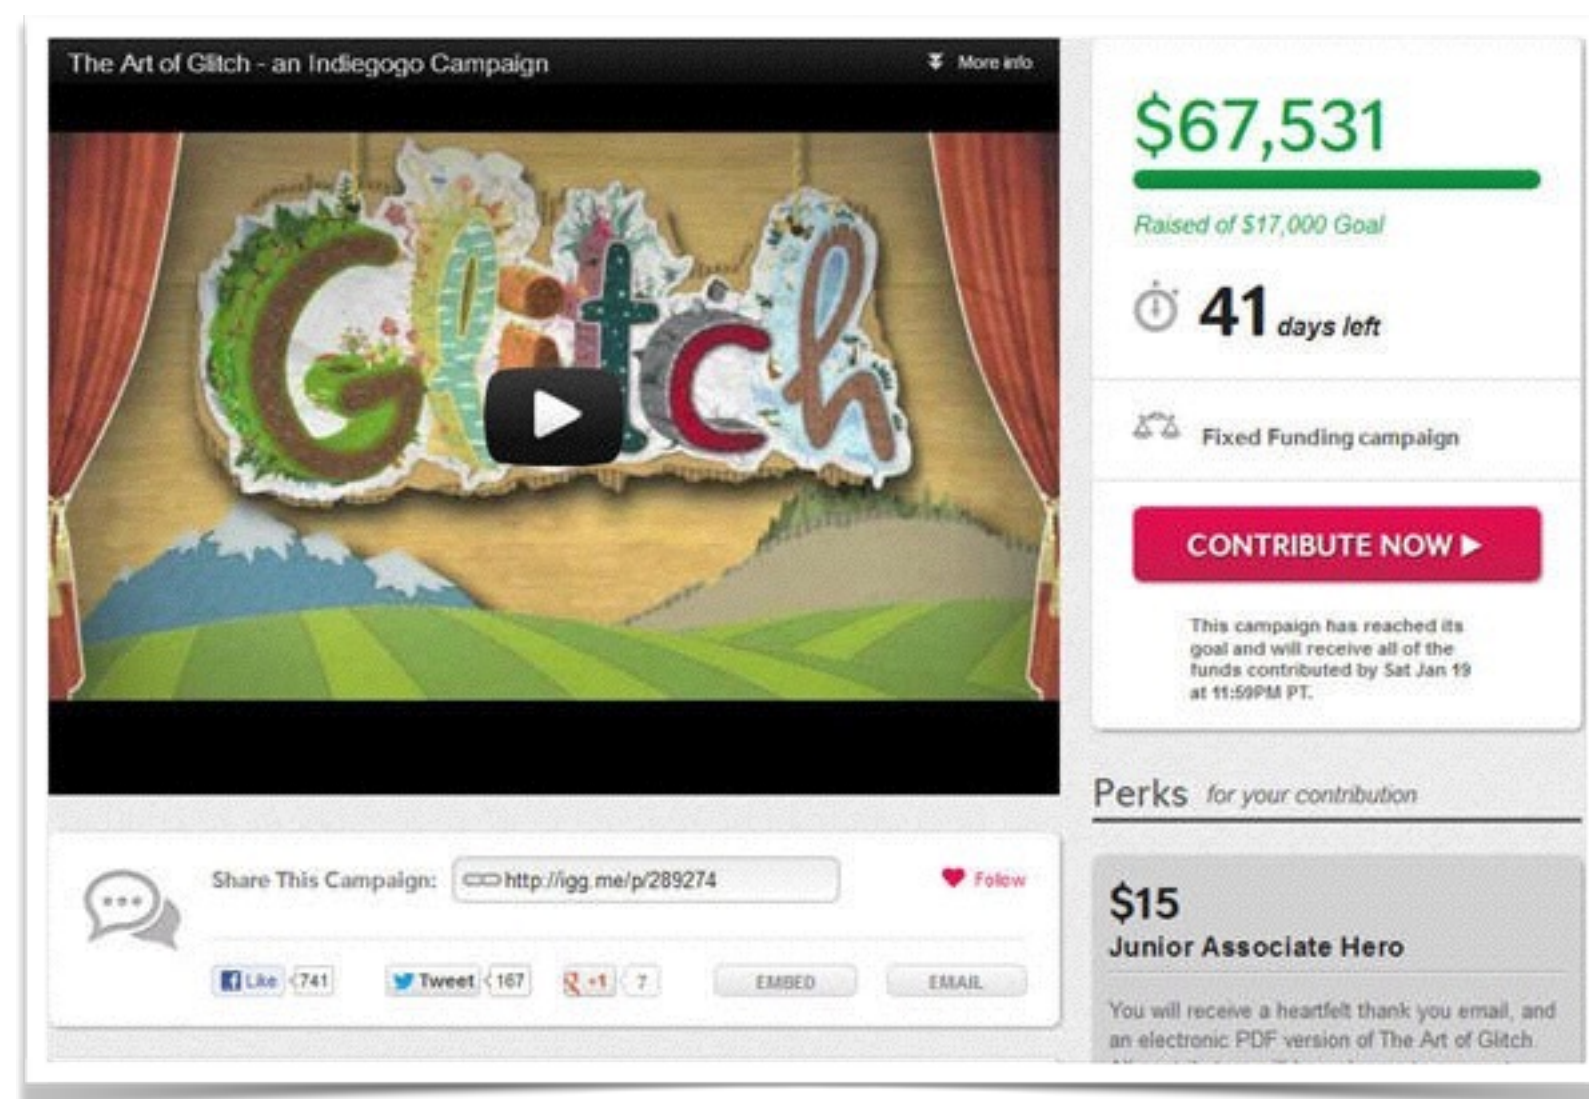 The Art of Glitch - an Indiegogo Campaign
More info
Glitch
$67,531
Raised of $17,000 Goal
41 days left
Fixed Funding campaign
CONTRIBUTE NOW
This campaign has reached its
goal and will receive all of the
funds contributed by Sat Jan 19
at 11:59PM PT.
Perks for your contribution
$15
Junior Associate Hero
You will receive a heartfelt thank you email, and
an electronic PDF version of The Art of Glitch
Share This Campaign: http://igg.me/p/289274
Follow
Like 741
Tweet 167
+1 7
EMBED
EMAIL